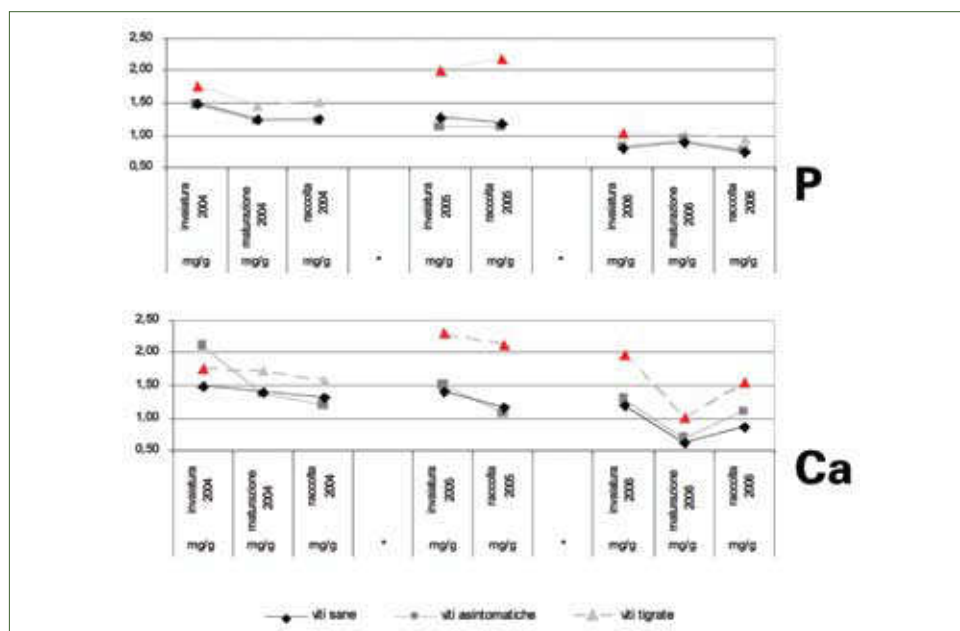 2,50
2,00
1,50
1,00
0,50
invaiatura 2004
maturazione 2004
raccolta 2004
invaiatura 2005
raccolta 2005
invaiatura 2006
maturazione 2006
raccolta 2006
mg/g mg/g mg/g * mg/g mg/g * mg/g mg/g mg/g
P
2,50
2,00
1,50
1,00
0,50
invaiatura 2004
maturazione 2004
raccolta 2004
invaiatura 2005
raccolta 2005
invaiatura 2006
maturazione 2006
raccolta 2006
mg/g mg/g mg/g * mg/g mg/g * mg/g mg/g mg/g
Ca
viti sane viti asintomatiche viti tigrate